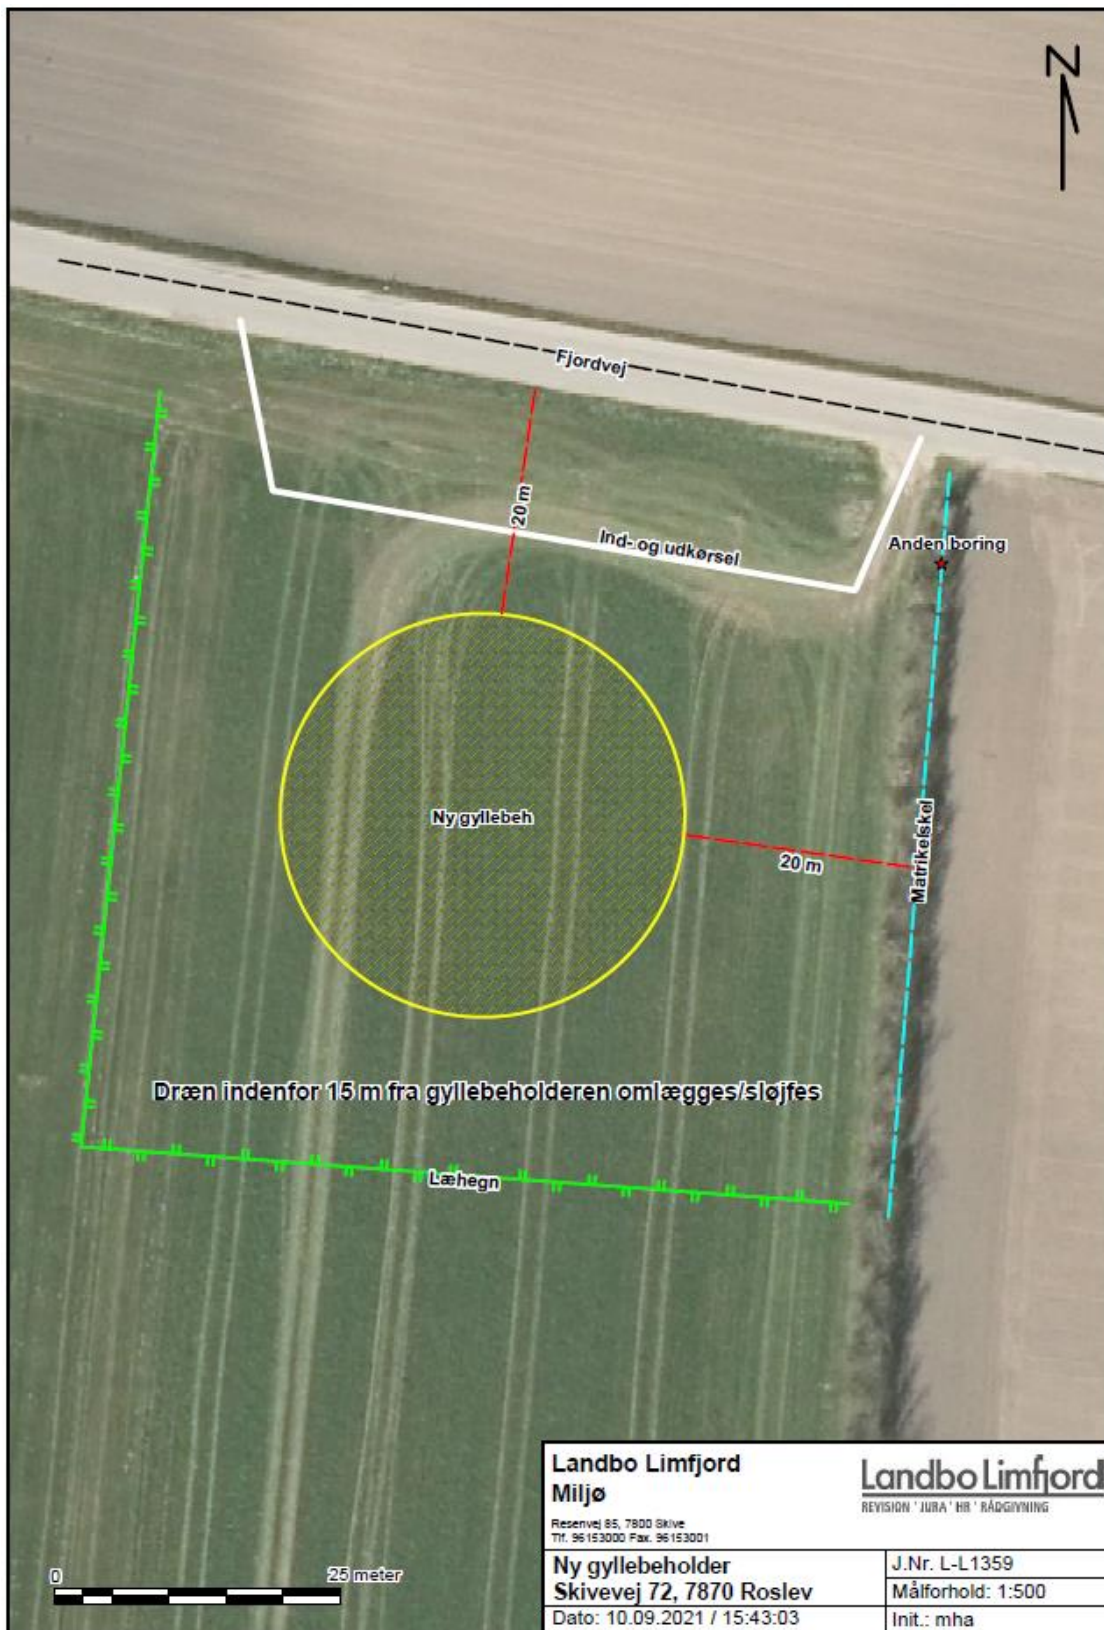 N
Fjordvej
20 m
Ind- og udkørsel
Anden boring
Ny gyllebeh
20 m
Matrikelskel
Dræn indenfor 15 m fra gyllebeholderen omlægges/sløjfes
Læhegn
0 25 meter
Landbo Limfjord
Miljø
Resenvej 85, 7800 Skive
Tlf. 96153000 Fax. 96153001
Landbo Limfjord
REVISION ' JURA ' HR ' RÅDGIVNING
Ny gyllebeholder
Skivevej 72, 7870 Roslev
Dato: 10.09.2021 / 15:43:03
J.Nr. L-L1359
Målforhold: 1:500
Init.: mha